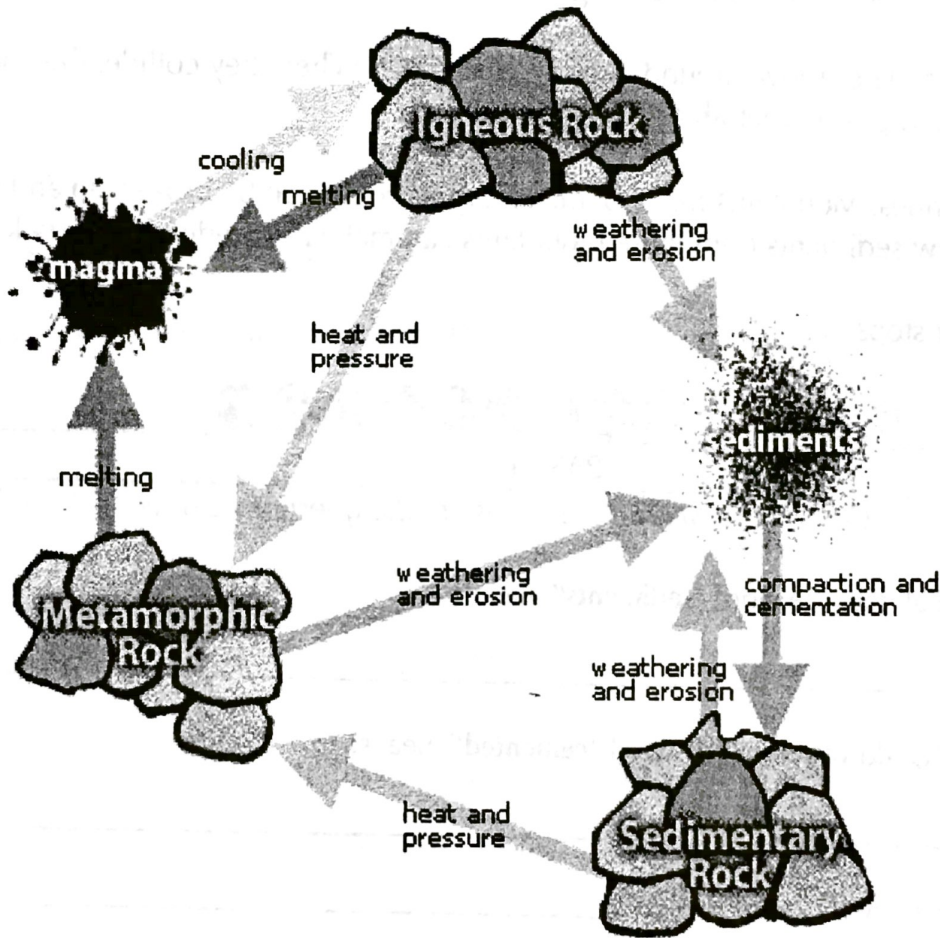 Igneous Rock
cooling
melting
magma
weathering
and erosion
heat and
pressure
sediments
melting
weathering
and erosion
compaction and
cementation
Metamorphic
Rock
weathering
and erosion
heat and
pressure
Sedimentary
Rock